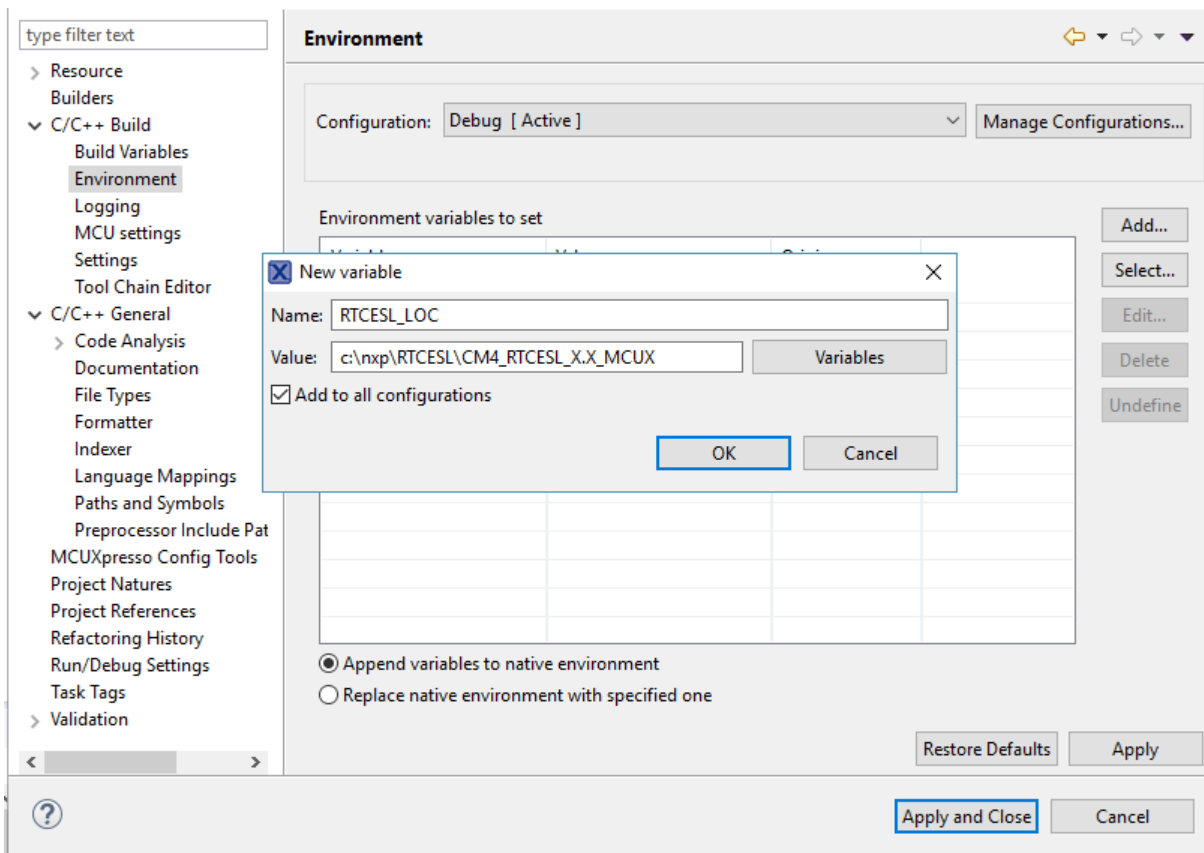 type filter text
Resource
Builders
C/C++ Build
Build Variables
Environment
Logging
MCU settings
Settings
Tool Chain Editor
C/C++ General
Code Analysis
Documentation
File Types
Formatter
Indexer
Language Mappings
Paths and Symbols
Preprocessor Include Pat
MCUXpresso Config Tools
Project Natures
Project References
Refactoring History
Run/Debug Settings
Task Tags
Validation
Environment
Configuration: Debug [ Active ] Manage Configurations...
Environment variables to set
Add...
Select...
Edit...
Delete
Undefine
New variable
Name: RTCESL_LOC
Value: c:\nxp\RTCESL\CM4_RTCESL_X.X_MCUX Variables
Add to all configurations
OK Cancel
Append variables to native environment
Replace native environment with specified one
Restore Defaults Apply
Apply and Close Cancel